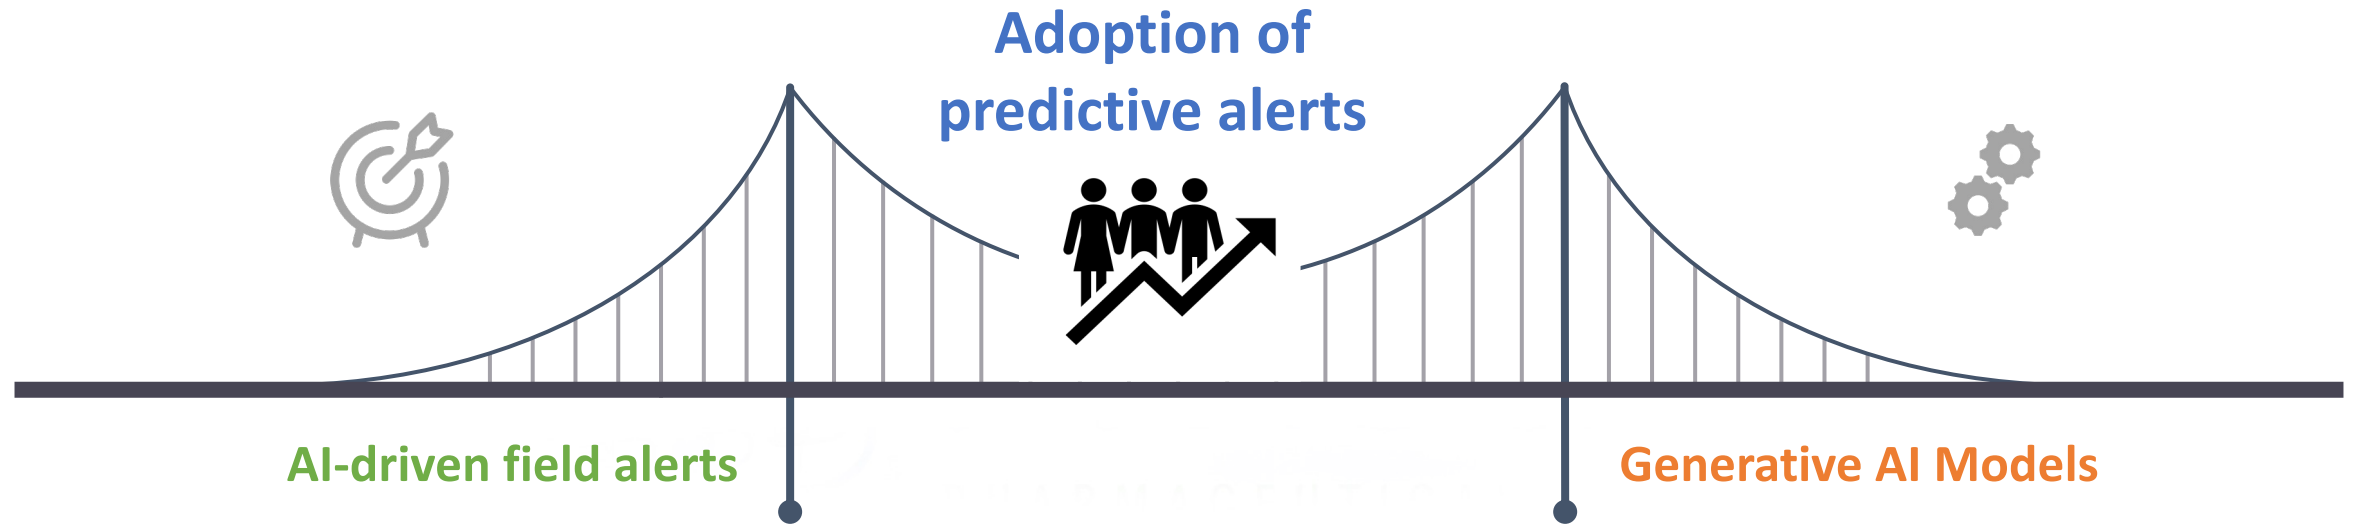 Adoption of
predictive alerts
AI-driven field alerts
Generative AI Models